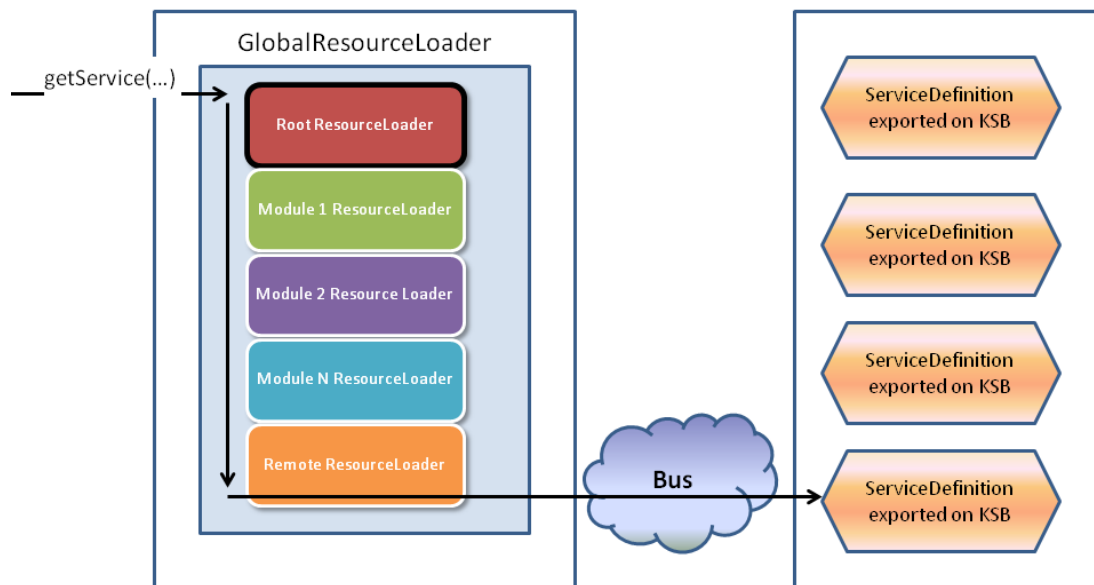 GlobalResourceLoader
getService(...)
Root ResourceLoader
Module 1 ResourceLoader
Module 2 Resource Loader
Module N ResourceLoader
Remote ResourceLoader
Bus
ServiceDefinition
exported on KSB
ServiceDefinition
exported on KSB
ServiceDefinition
exported on KSB
ServiceDefinition
exported on KSB